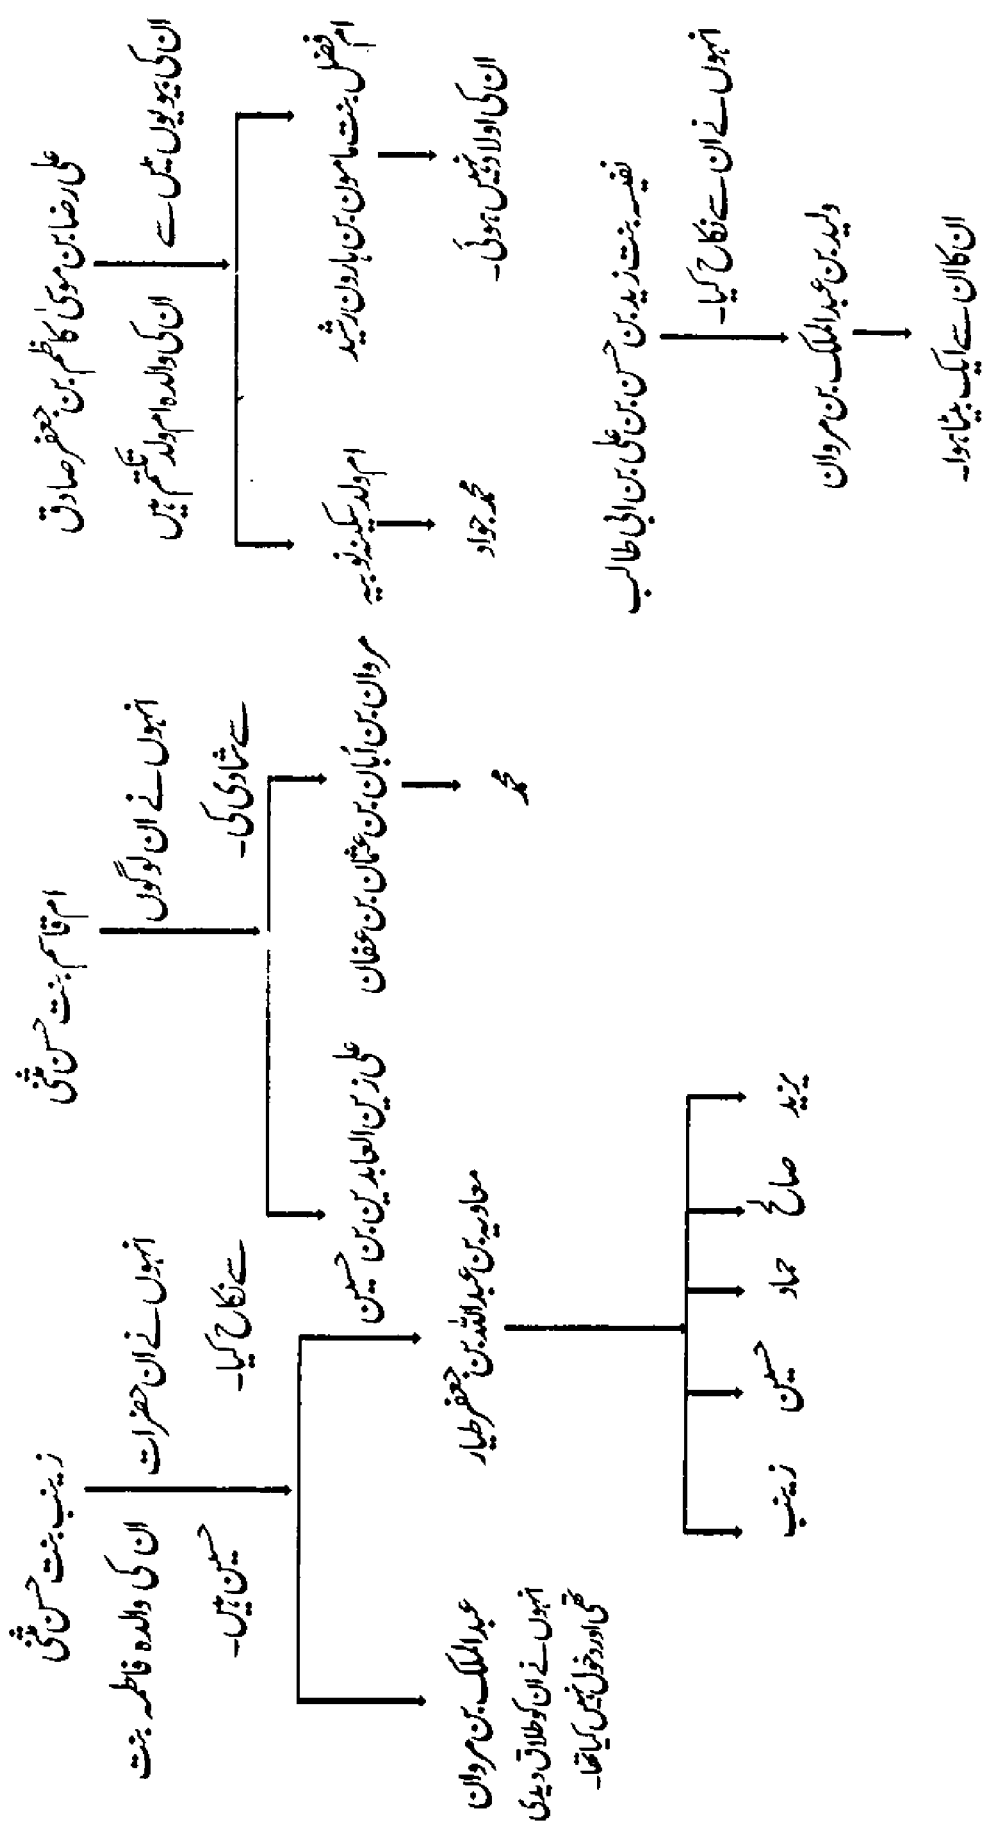 علی رضا بن موسیٰ کاظم بن جعفر صادق
ان کی بیویوں میں سے
ان کی والدہ ام ولد تکتم ہیں
ام فضل بنت مامون بن ہارون رشید
ان کی اولاد نہیں ہوئی۔
ام ولد سکینہ نوبیہ
محمد جواد
نفیسہ بنت زید بن حسن بن علی بن ابی طالب
انہوں نے ان سے نکاح کیا۔
ولید بن عبدالملک بن مروان
ان کا ان سے ایک بیٹا ہوا۔
ام قاسم بنت حسن مثنی
انہوں نے ان لوگوں
سے شادی کی۔
مروان بن أبان بن عثمان بن عفان
محمد
علی زین العابدین بن حسین
زینب بنت حسن مثنی
انہوں نے ان حضرات
سے نکاح کیا۔
ان کی والدہ فاطمہ بنت
حسین ہیں۔
معاویہ بن عبداللہ بن جعفر طیار
یزید
صالح
حماد
حسین
زینب
عبدالملک بن مروان
انہوں نے ان کو طلاق دیدی
تھی اور دخول نہیں کیا تھا۔